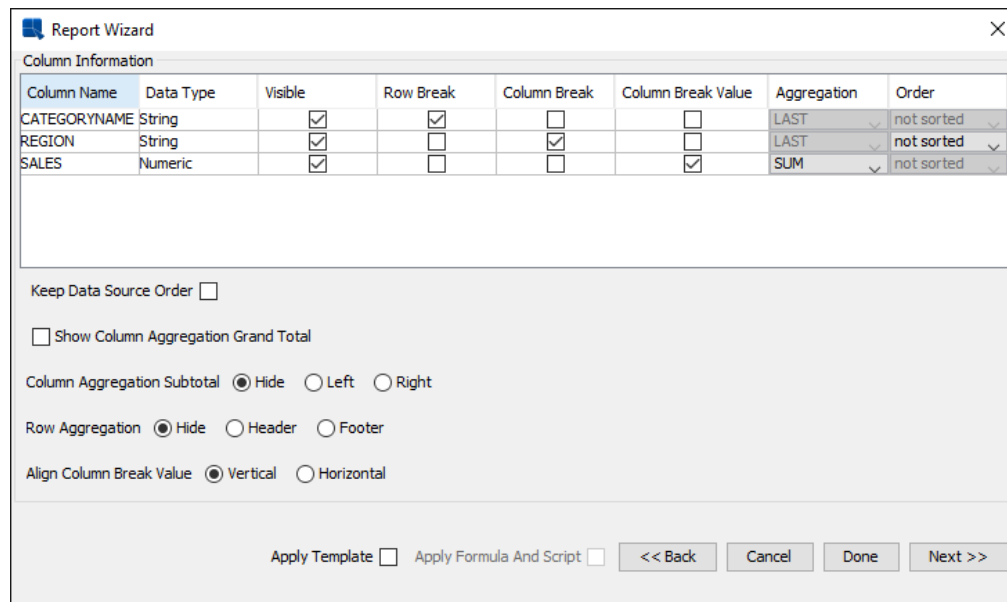 Report Wizard
Column Information
Column Name Data Type Visible Row Break Column Break Column Break Value Aggregation Order
CATEGORYNAME String LAST not sorted
REGION String LAST not sorted
SALES Numeric SUM not sorted
Keep Data Source Order
Show Column Aggregation Grand Total
Column Aggregation Subtotal Hide Left Right
Row Aggregation Hide Header Footer
Align Column Break Value Vertical Horizontal
Apply Template Apply Formula And Script << Back Cancel Done Next >>